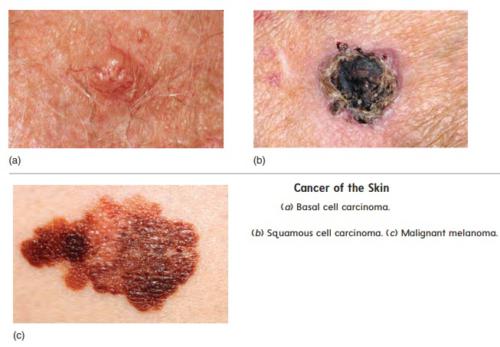 (a)
(b)
Cancer of the Skin
(a) Basal cell carcinoma.
(b) Squamous cell carcinoma. (c) Malignant melanoma.
(c)